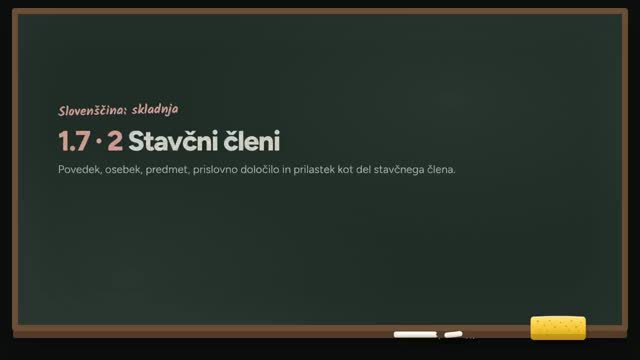 Slovenščina: skladnja
1.7 · 2 Stavčni členi
Povedek, osebek, predmet, prislovno določilo in prilastek kot del stavčnega člena.